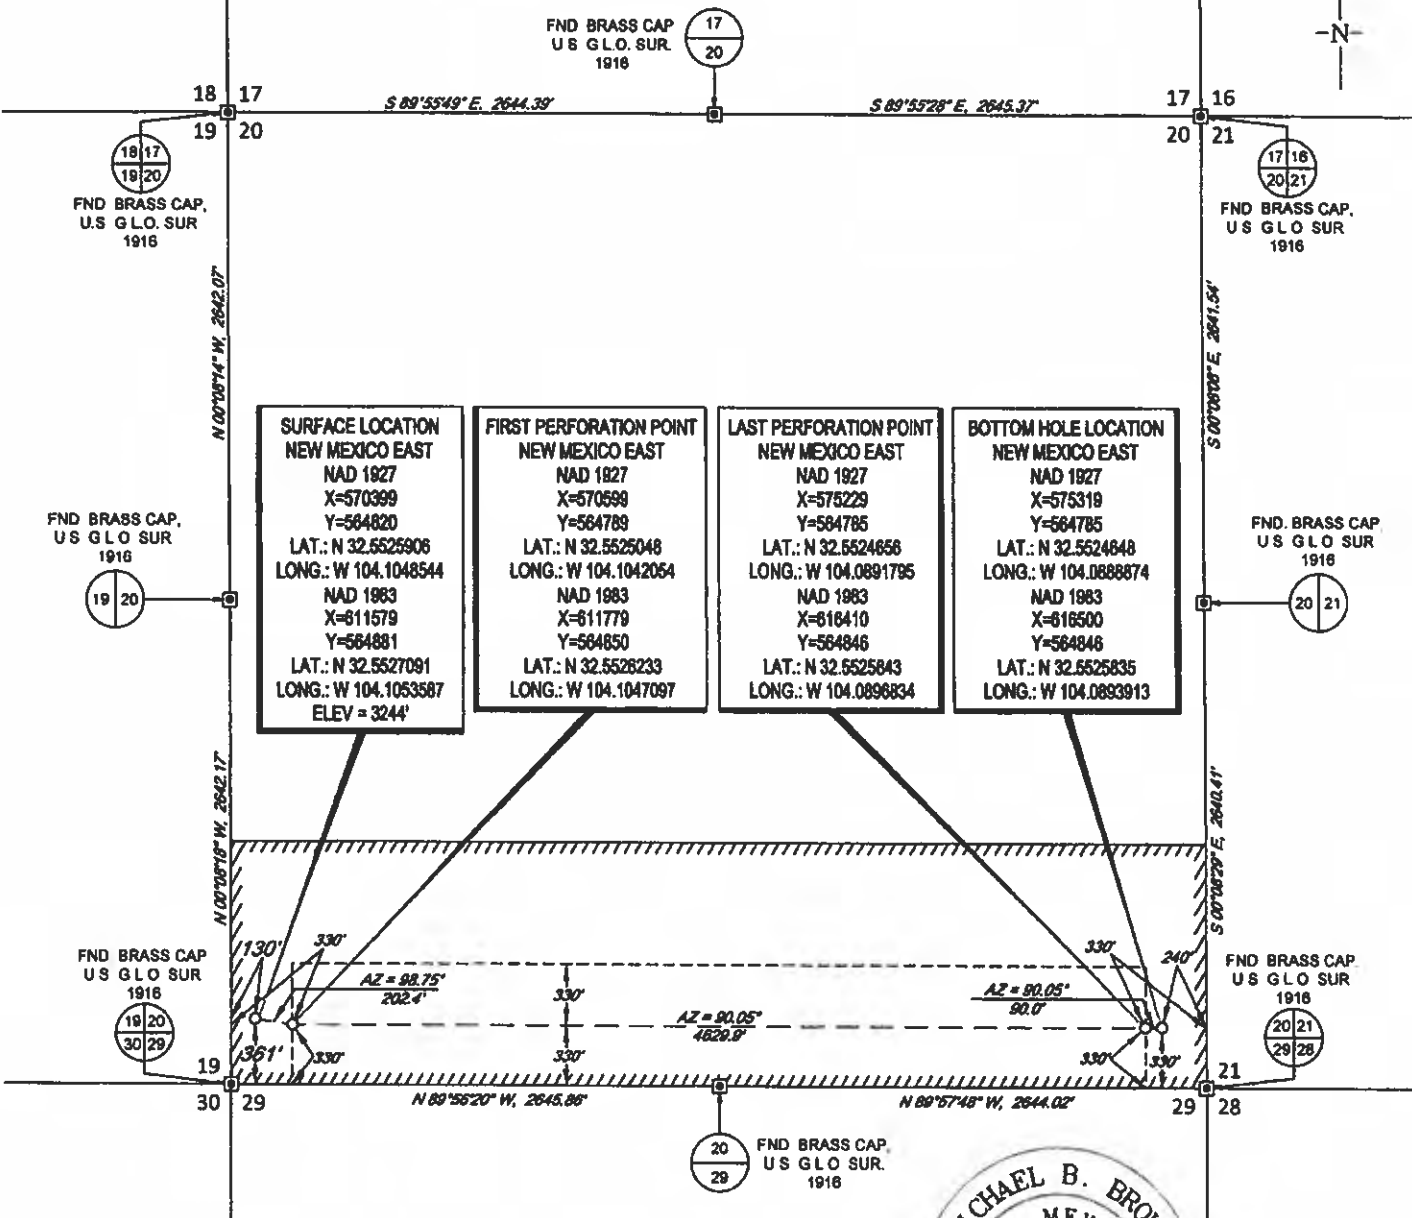 FND BRASS CAP
U S G L.O. SUR.
1916
17
20
-N-
18 17
19 20
S 89°55'49" E, 2644.39'
S 89°55'28" E, 2645.37'
17 16
20 21
18 17
19 20
FND BRASS CAP,
U.S G L.O. SUR
1916
17 16
20 21
FND BRASS CAP,
U S G L O SUR
1916
N 00°08'14" W, 2642.07'
S 00°08'08" E, 2641.54'
SURFACE LOCATION
NEW MEXICO EAST
NAD 1927
X=570399
Y=564820
LAT.: N 32.5525906
LONG.: W 104.1048544
NAD 1983
X=611579
Y=564881
LAT.: N 32.5527091
LONG.: W 104.1053587
ELEV = 3244'
FIRST PERFORATION POINT
NEW MEXICO EAST
NAD 1927
X=570599
Y=564789
LAT.: N 32.5525048
LONG.: W 104.1042054
NAD 1983
X=611779
Y=564850
LAT.: N 32.5526233
LONG.: W 104.1047097
LAST PERFORATION POINT
NEW MEXICO EAST
NAD 1927
X=575229
Y=564785
LAT.: N 32.5524656
LONG.: W 104.0891795
NAD 1983
X=616410
Y=564846
LAT.: N 32.5525843
LONG.: W 104.0896834
BOTTOM HOLE LOCATION
NEW MEXICO EAST
NAD 1927
X=575319
Y=564785
LAT.: N 32.5524648
LONG.: W 104.0888874
NAD 1983
X=616500
Y=564846
LAT.: N 32.5525835
LONG.: W 104.0893913
FND BRASS CAP,
U S G L O SUR
1916
19 20
FND. BRASS CAP
U S G L O SUR
1916
20 21
N 00°08'18" W, 2642.17'
S 00°08'29" E, 2640.41'
130'
330'
AZ = 98.75°
202.4'
330'
AZ = 90.05°
4629.9'
AZ = 90.05°
90.0'
330'
240'
361'
330'
330'
330'
330'
FND BRASS CAP
U S G L O SUR
1916
19 20
30 29
FND BRASS CAP
U S G L O SUR
1916
20 21
29 28
19
30 29
N 89°56'20" W, 2645.86'
N 89°57'48" W, 2644.02'
21
29 28
20
29
FND BRASS CAP,
U S G L O SUR.
1916
CHAEL B. BRO